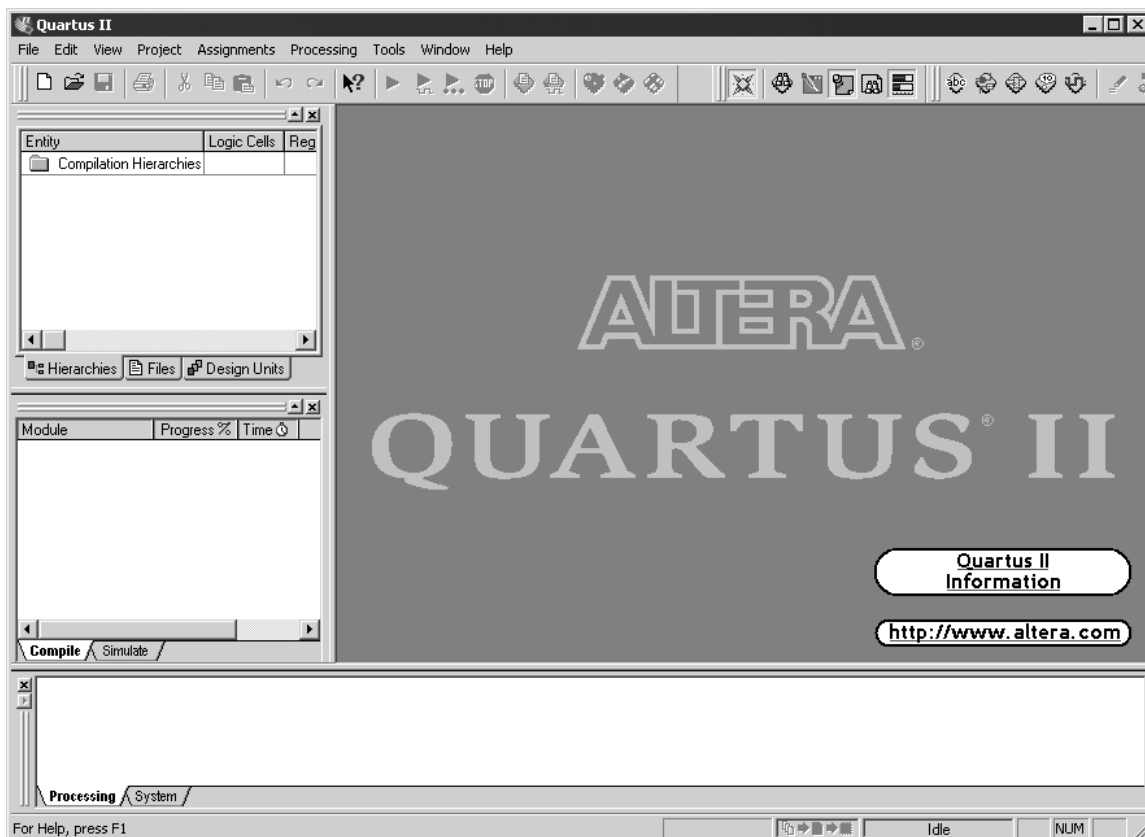 Quartus II
File Edit View Project Assignments Processing Tools Window Help
Entity Logic Cells Reg
Compilation Hierarchies
Hierarchies Files Design Units
Module Progress % Time
Compile Simulate
ALTERA®
QUARTUS® II
Quartus II
Information
http://www.altera.com
Processing System
For Help, press F1 Idle NUM